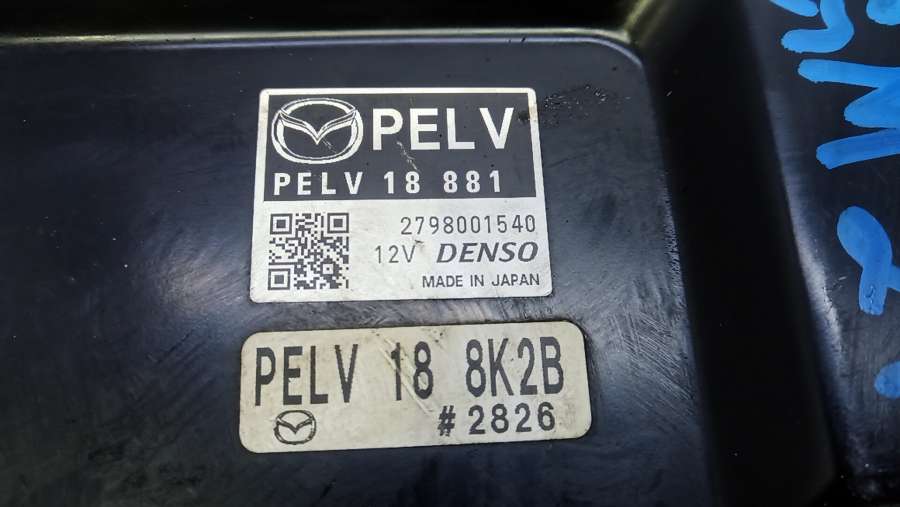 PELV
PELV 18 881
2798001540
12V DENSO
MADE IN JAPAN
PELV 18 8K2B
#2826